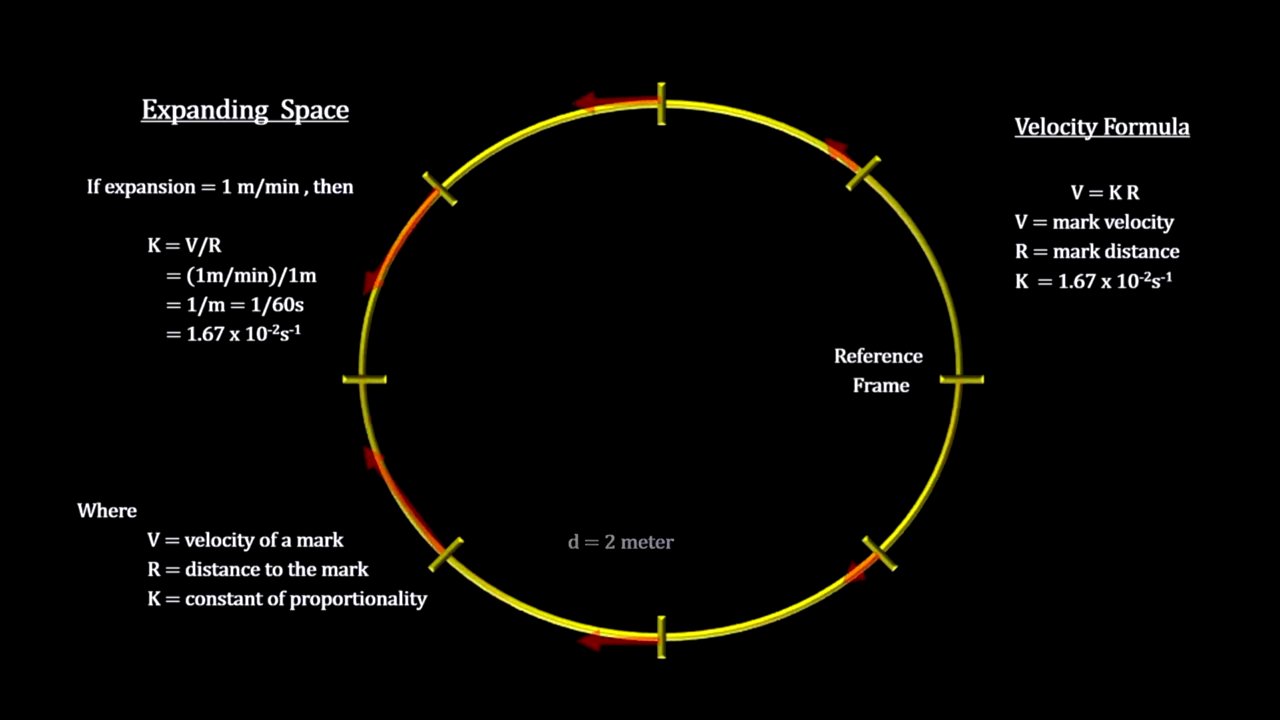 Expanding Space
If expansion = 1 m/min , then
K = V/R
= (1m/min)/1m
= 1/m = 1/60s
= 1.67 x 10⁻²s⁻¹
Where
V = velocity of a mark
R = distance to the mark
K = constant of proportionality
d = 2 meter
Reference
Frame
Velocity Formula
V = K R
V = mark velocity
R = mark distance
K = 1.67 x 10⁻²s⁻¹